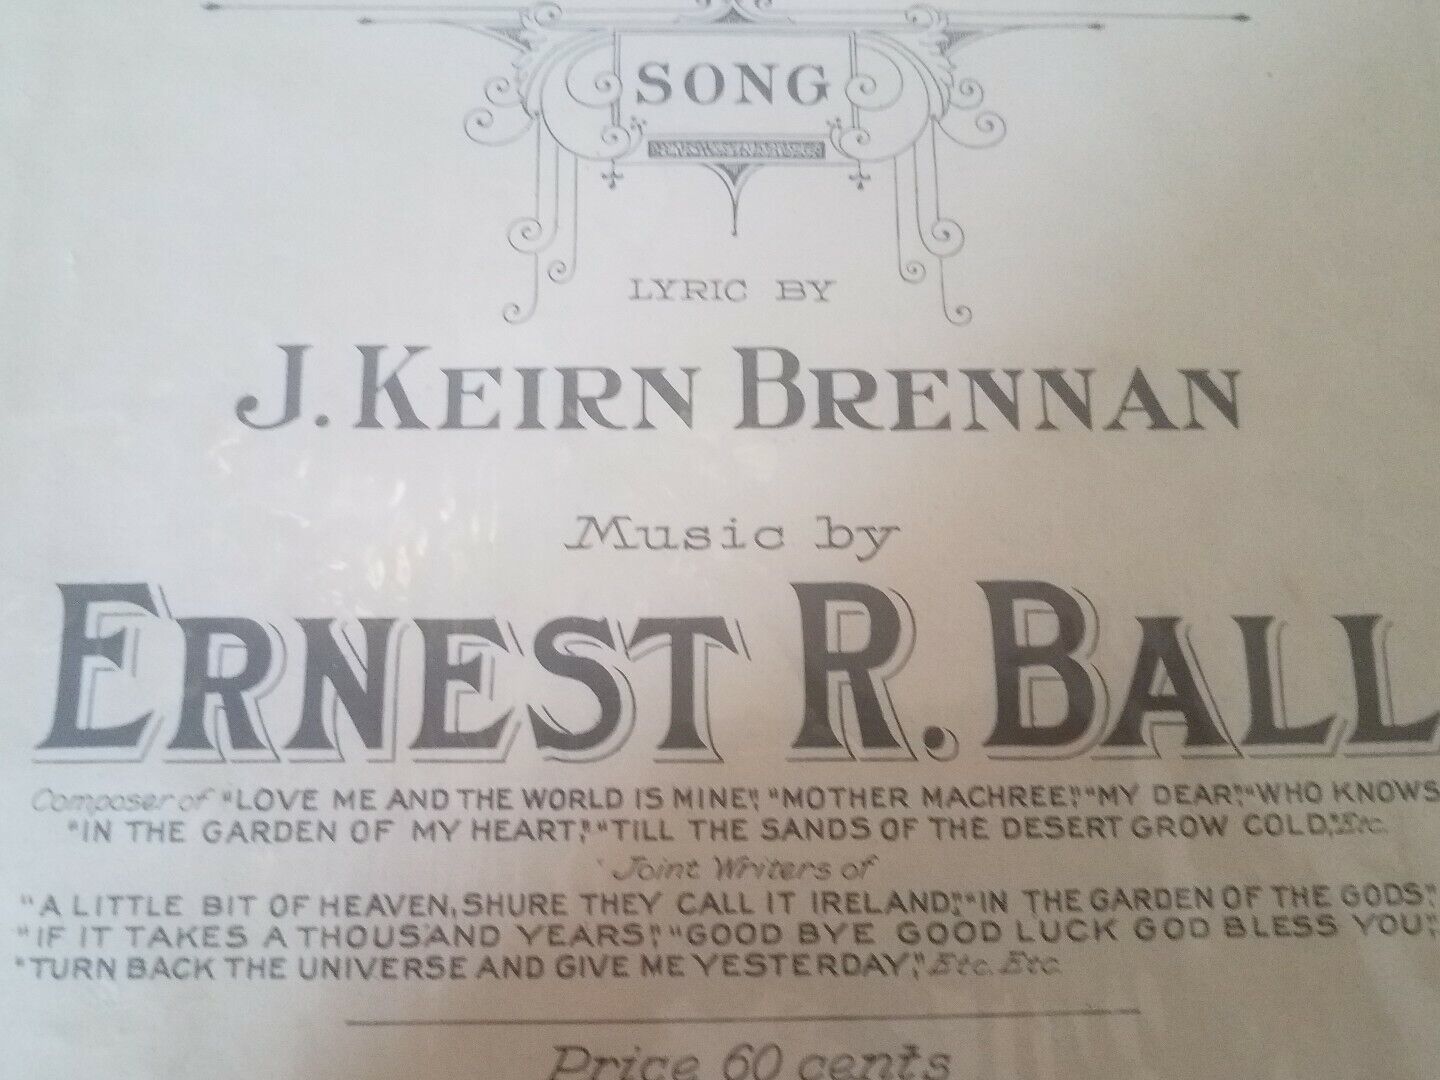 SONG
LYRIC BY
J. KEIRN BRENNAN
Music by
ERNEST R. BALL
Composer of "LOVE ME AND THE WORLD IS MINE", "MOTHER MACHREE", "MY DEAR", "WHO KNOWS
"IN THE GARDEN OF MY HEART", "TILL THE SANDS OF THE DESERT GROW COLD," Etc.
Joint Writers of
"A LITTLE BIT OF HEAVEN, SHURE THEY CALL IT IRELAND", "IN THE GARDEN OF THE GODS",
"IF IT TAKES A THOUSAND YEARS", "GOOD BYE GOOD LUCK GOD BLESS YOU",
"TURN BACK THE UNIVERSE AND GIVE ME YESTERDAY", Etc. Etc.
Price 60 cents